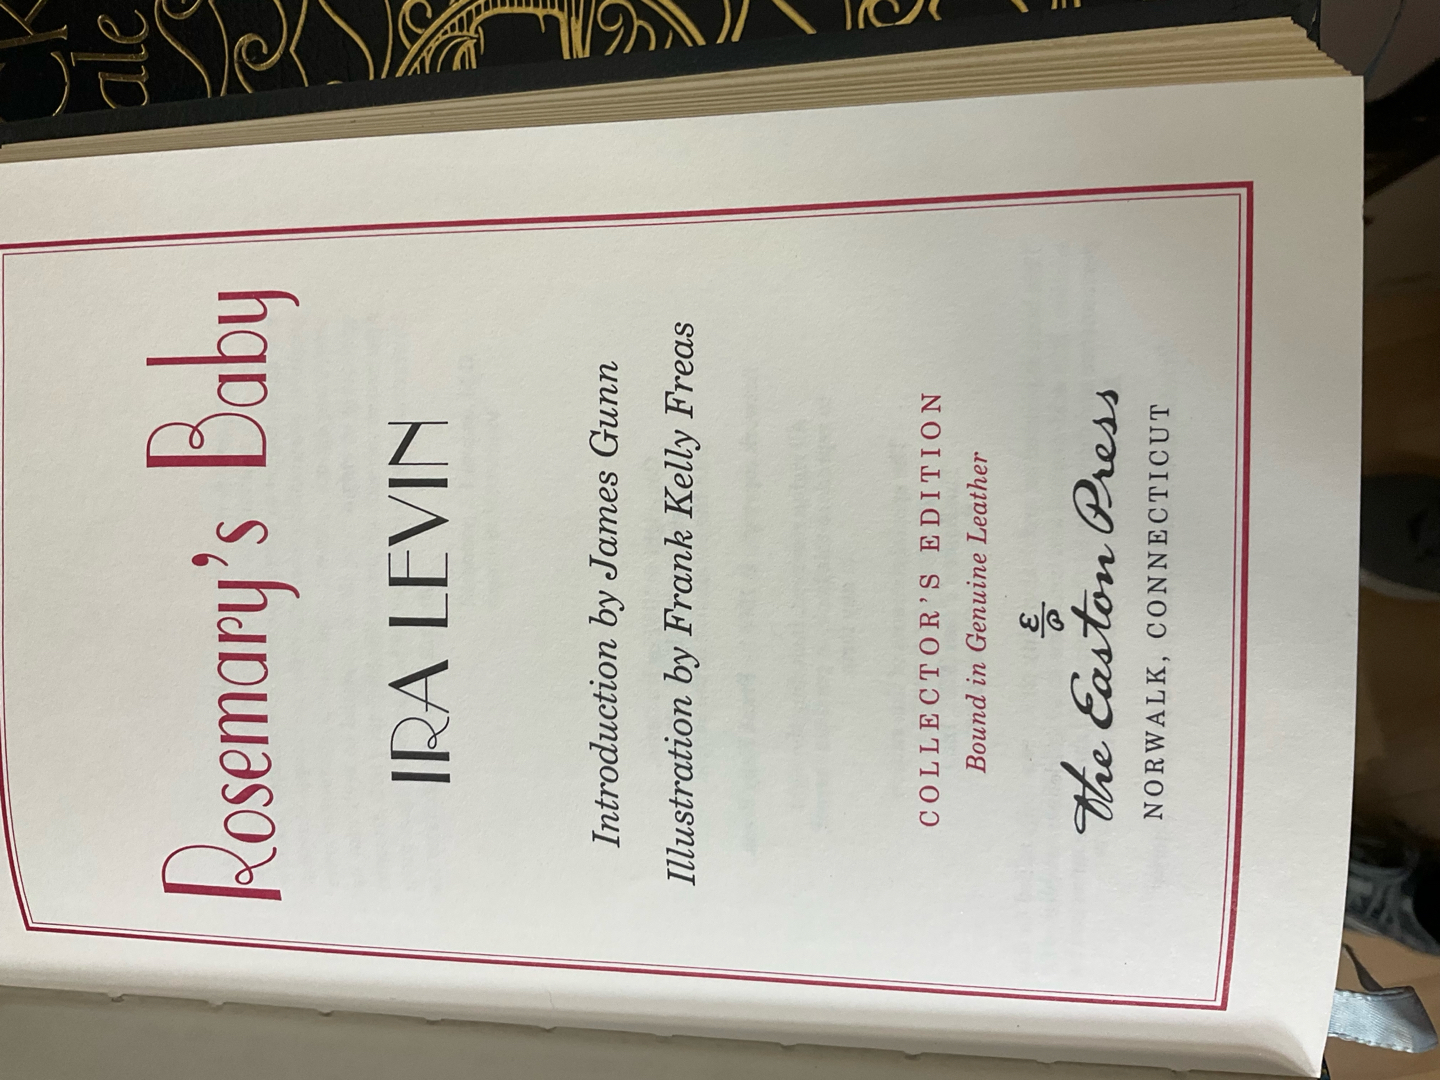 Rosemary's Baby
IRA LEVIN
Introduction by James Gunn
Illustration by Frank Kelly Freas
COLLECTOR'S EDITION
Bound in Genuine Leather
The Easton Press
NORWALK, CONNECTICUT
ale